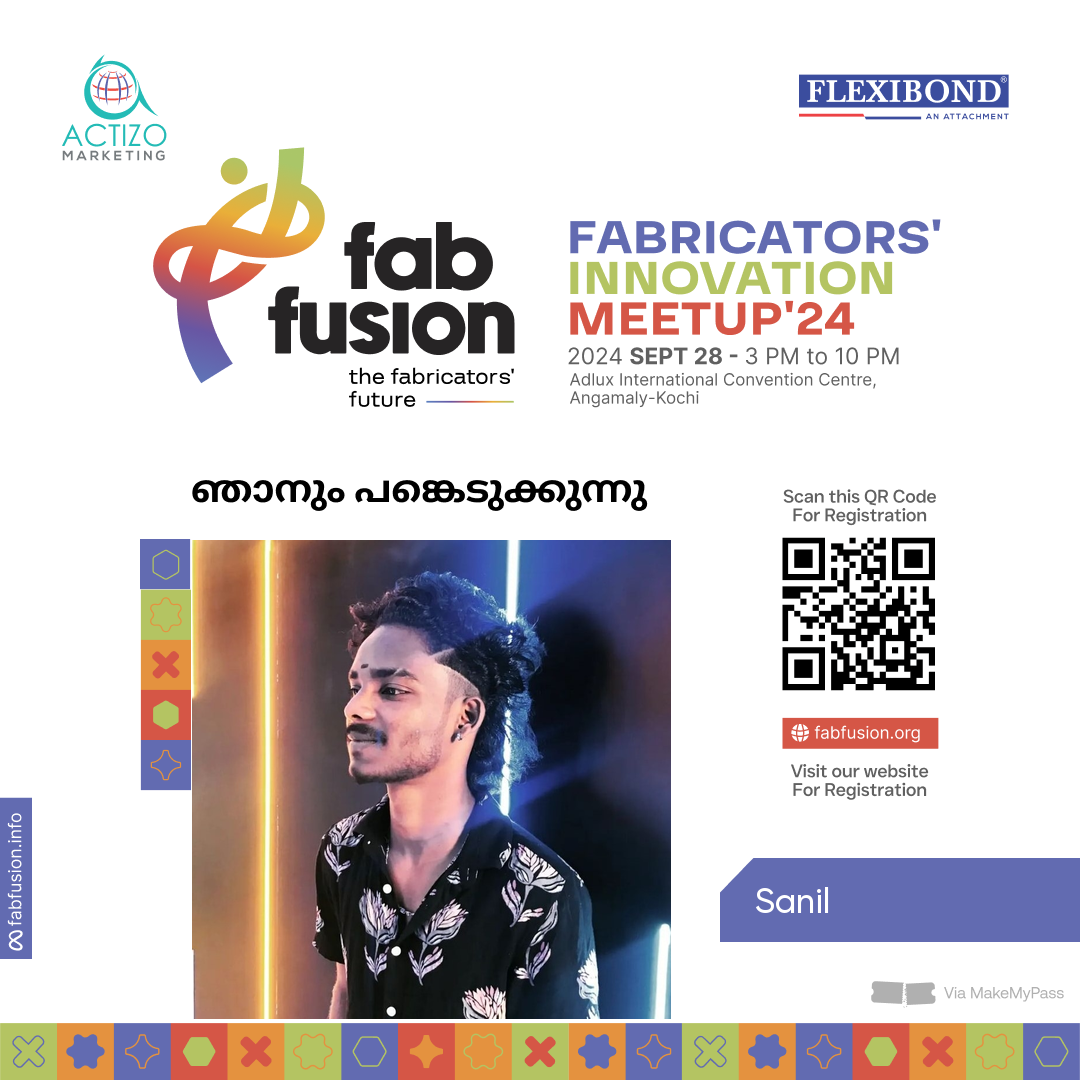 ACTIZO
MARKETING
FLEXIBOND®
AN ATTACHMENT
fab
fusion
the fabricators'
future
FABRICATORS'
INNOVATION
MEETUP'24
2024 SEPT 28 - 3 PM to 10 PM
Adlux International Convention Centre,
Angamaly-Kochi
ഞാനും പങ്കെടുക്കുന്നു
Scan this QR Code
For Registration
fabfusion.org
Visit our website
For Registration
fabfusion.info
Sanil
Via MakeMyPass